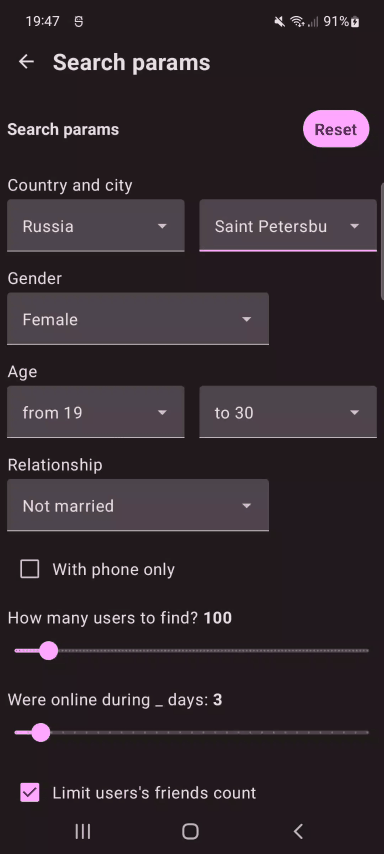 19:47 91%
Search params
Search params Reset
Country and city
Russia Saint Petersbu
Gender
Female
Age
from 19 to 30
Relationship
Not married
With phone only
How many users to find? 100
Were online during _ days: 3
Limit users's friends count